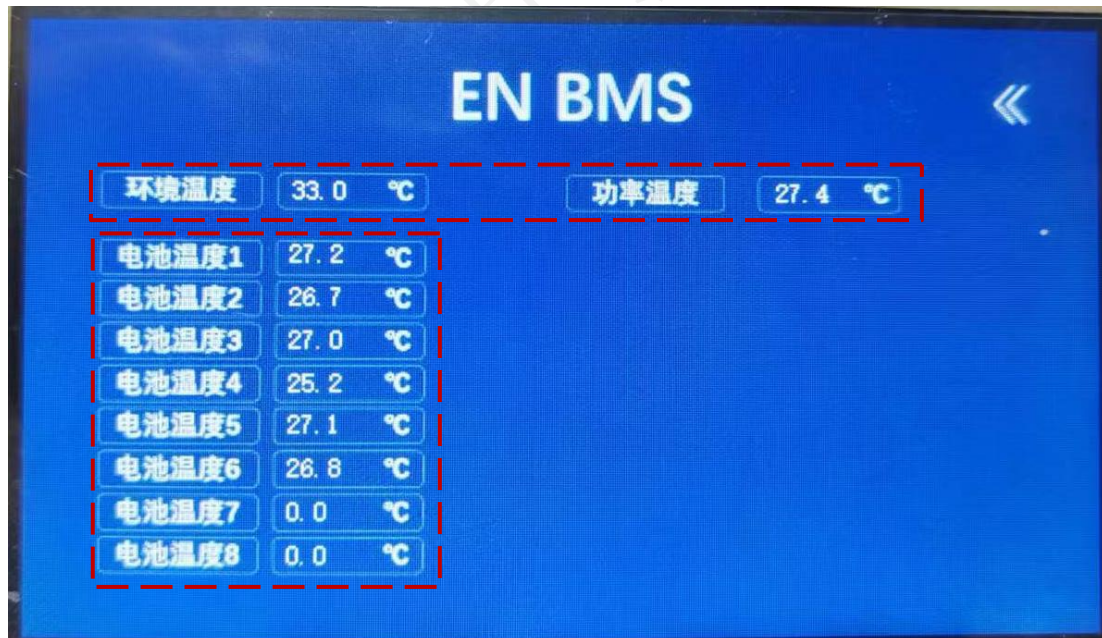 EN BMS
环境温度 33.0 ℃ 功率温度 27.4 ℃
电池温度1 27.2 ℃
电池温度2 26.7 ℃
电池温度3 27.0 ℃
电池温度4 25.2 ℃
电池温度5 27.1 ℃
电池温度6 26.8 ℃
电池温度7 0.0 ℃
电池温度8 0.0 ℃